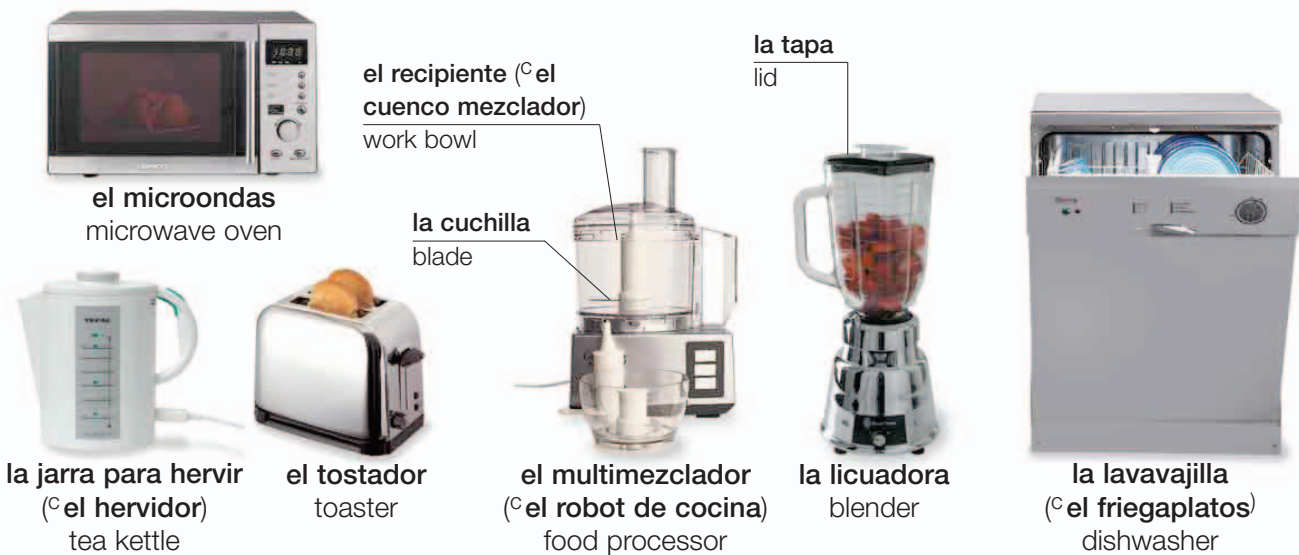 el microondas
microwave oven
el recipiente (ᶜ el
cuenco mezclador)
work bowl
la cuchilla
blade
la tapa
lid
TEFAL
la jarra para hervir
(ᶜ el hervidor)
tea kettle
el tostador
toaster
el multimezclador
(ᶜ el robot de cocina)
food processor
la licuadora
blender
la lavavajilla
(ᶜ el friegaplatos)
dishwasher